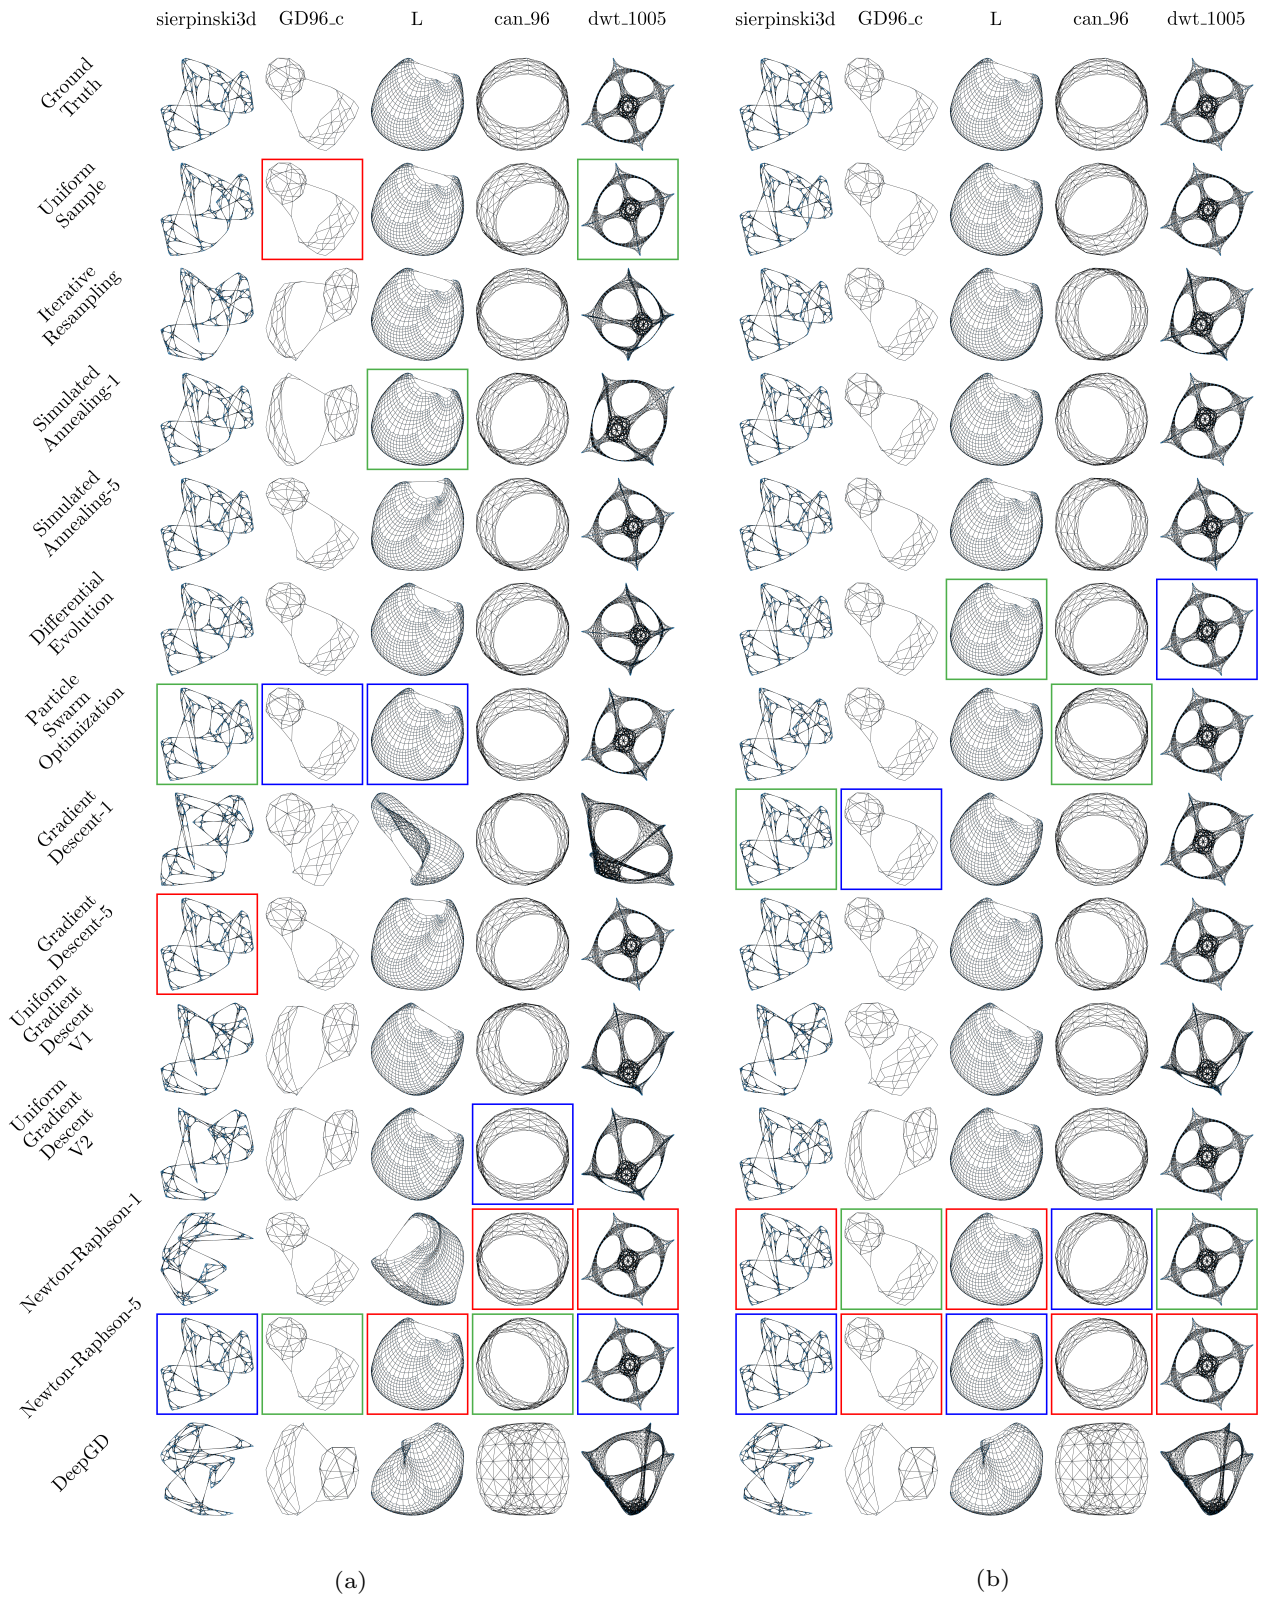 sierpinski3d GD96_c L can_96 dwt_1005 sierpinski3d GD96_c L can_96 dwt_1005
Ground
Truth
Uniform
Sample
Iterative
Resampling
Simulated
Annealing-1
Simulated
Annealing-5
Differential
Evolution
Particle
Swarm
Optimization
Gradient
Descent-1
Gradient
Descent-5
Uniform
Gradient
Descent
V1
Uniform
Gradient
Descent
V2
Newton-Raphson-1
Newton-Raphson-5
DeepGD
(a) (b)